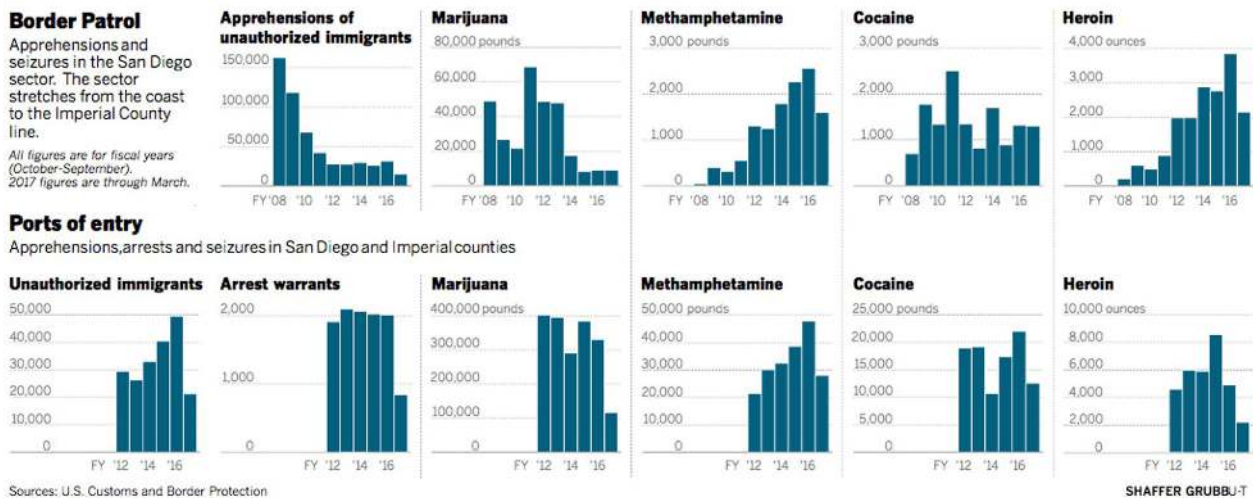 Border Patrol
Apprehensions and
seizures in the San Diego
sector. The sector
stretches from the coast
to the Imperial County
line.
All figures are for fiscal years
(October-September).
2017 figures are through March.
Apprehensions of
unauthorized immigrants
150,000
100,000
50,000
0
FY '08 '10 '12 '14 '16
Marijuana
80,000 pounds
60,000
40,000
20,000
0
FY '08 '10 '12 '14 '16
Methamphetamine
3,000 pounds
2,000
1,000
0
FY '08 '10 '12 '14 '16
Cocaine
3,000 pounds
2,000
1,000
0
FY '08 '10 '12 '14 '16
Heroin
4,000 ounces
3,000
2,000
1,000
0
FY '08 '10 '12 '14 '16
Ports of entry
Apprehensions, arrests and seizures in San Diego and Imperial counties
Unauthorized immigrants
50,000
40,000
30,000
20,000
10,000
0
FY '12 '14 '16
Arrest warrants
2,000
1,000
0
FY '12 '14 '16
Marijuana
400,000 pounds
300,000
200,000
100,000
0
FY '12 '14 '16
Methamphetamine
50,000 pounds
40,000
30,000
20,000
10,000
0
FY '12 '14 '16
Cocaine
25,000 pounds
20,000
15,000
10,000
5,000
0
FY '12 '14 '16
Heroin
10,000 ounces
8,000
6,000
4,000
2,000
0
FY '12 '14 '16
Sources: U.S. Customs and Border Protection
SHAFFER GRUBBU-T